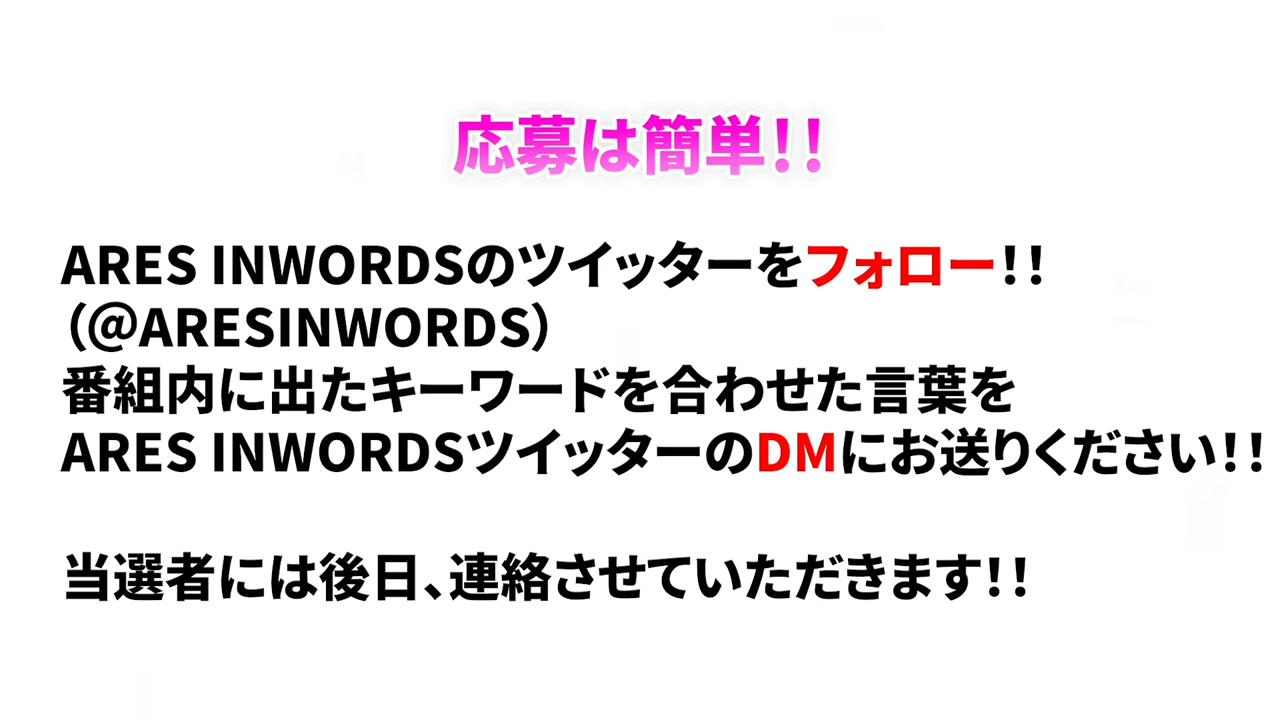 応募は簡単!!
ARES INWORDSのツイッターをフォロー!!
（@ARESINWORDS）
番組内に出たキーワードを合わせた言葉を
ARES INWORDSツイッターのDMにお送りください!!
当選者には後日、連絡させていただきます!!